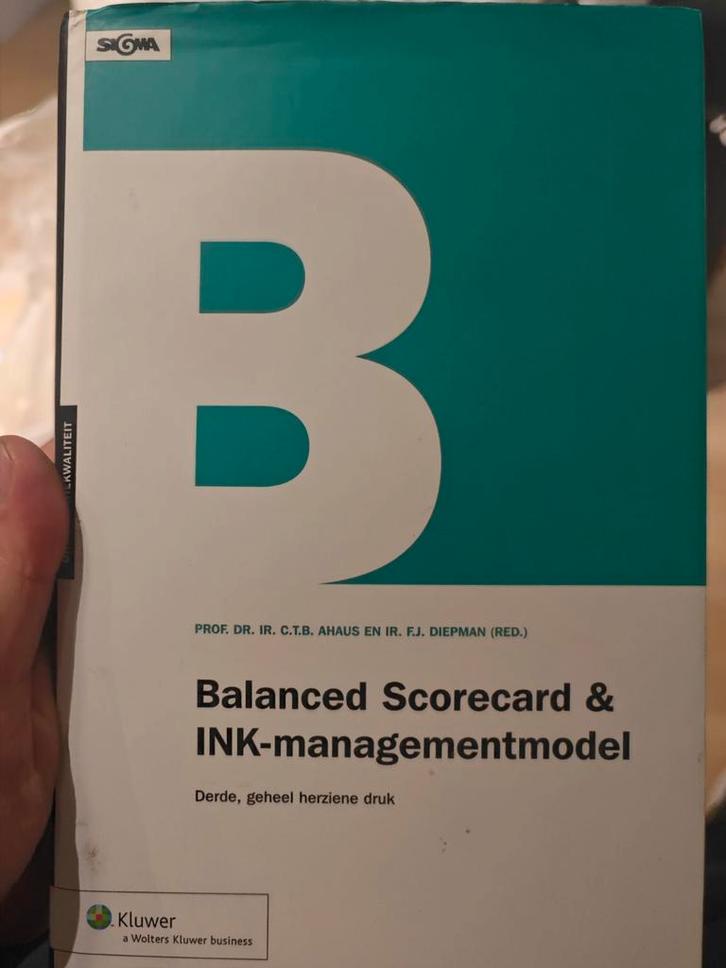 SIGMA
B
PROF. DR. IR. C.T.B. AHAUS EN IR. F.J. DIEPMAN (RED.)
Balanced Scorecard &
INK-managementmodel
Derde, geheel herziene druk
Kluwer
a Wolters Kluwer business